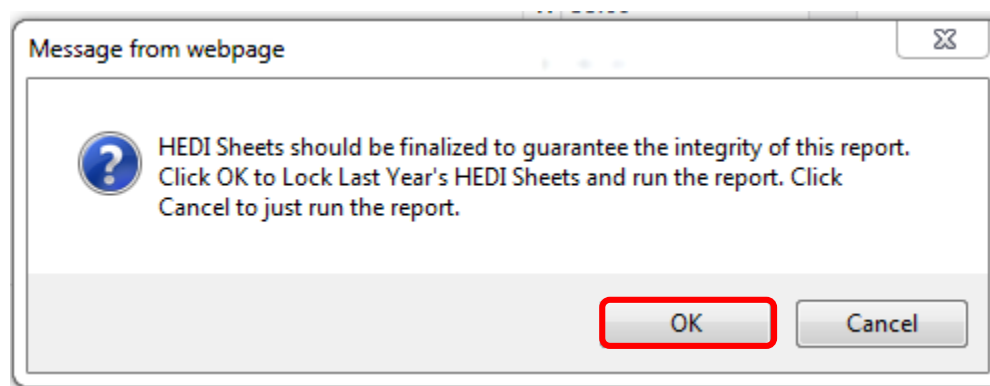 Message from webpage
HEDI Sheets should be finalized to guarantee the integrity of this report.
Click OK to Lock Last Year's HEDI Sheets and run the report. Click
Cancel to just run the report.
OK
Cancel